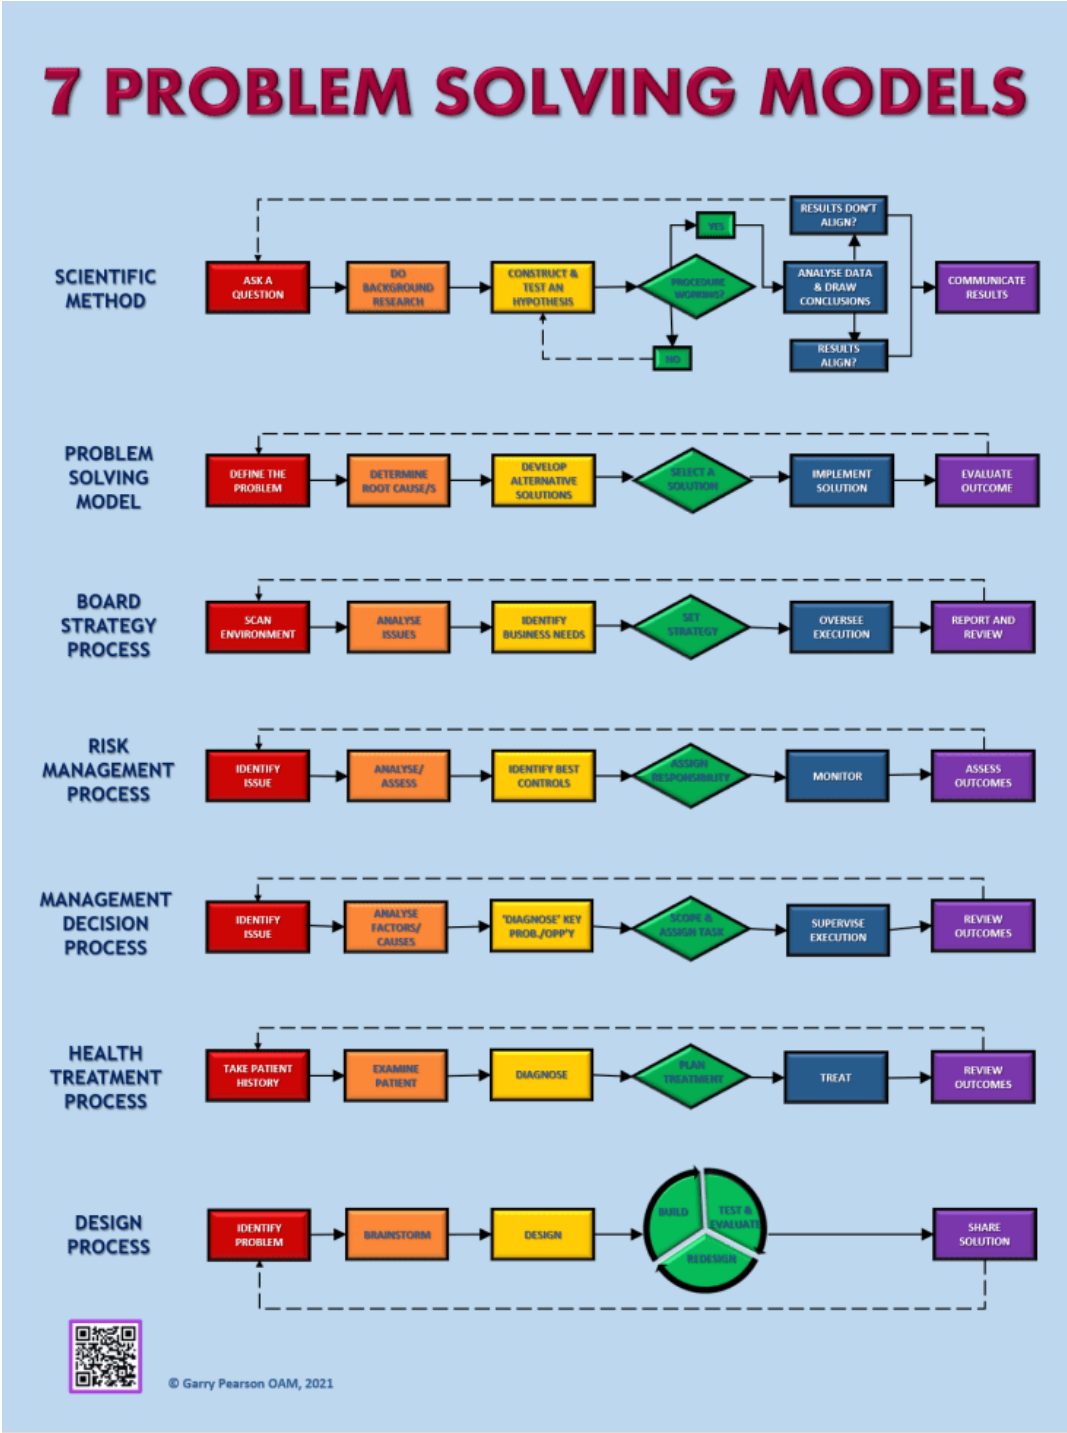 7 PROBLEM SOLVING MODELS
SCIENTIFIC
METHOD
ASK A
QUESTION
DO
BACKGROUND
RESEARCH
CONSTRUCT &
TEST AN
HYPOTHESIS
PROCEDURE
WORKING?
YES
NO
RESULTS DON'T
ALIGN?
ANALYSE DATA
& DRAW
CONCLUSIONS
RESULTS
ALIGN?
COMMUNICATE
RESULTS
PROBLEM
SOLVING
MODEL
DEFINE THE
PROBLEM
DETERMINE
ROOT CAUSE/S
DEVELOP
ALTERNATIVE
SOLUTIONS
SELECT A
SOLUTION
IMPLEMENT
SOLUTION
EVALUATE
OUTCOME
BOARD
STRATEGY
PROCESS
SCAN
ENVIRONMENT
ANALYSE
ISSUES
IDENTIFY
BUSINESS NEEDS
SET
STRATEGY
OVERSEE
EXECUTION
REPORT AND
REVIEW
RISK
MANAGEMENT
PROCESS
IDENTIFY
ISSUE
ANALYSE/
ASSESS
IDENTIFY BEST
CONTROLS
ASSIGN
RESPONSIBILITY
MONITOR
ASSESS
OUTCOMES
MANAGEMENT
DECISION
PROCESS
IDENTIFY
ISSUE
ANALYSE
FACTORS/
CAUSES
'DIAGNOSE' KEY
PROB./OPP'Y
SCOPE &
ASSIGN TASK
SUPERVISE
EXECUTION
REVIEW
OUTCOMES
HEALTH
TREATMENT
PROCESS
TAKE PATIENT
HISTORY
EXAMINE
PATIENT
DIAGNOSE
PLAN
TREATMENT
TREAT
REVIEW
OUTCOMES
DESIGN
PROCESS
IDENTIFY
PROBLEM
BRAINSTORM
DESIGN
BUILD
TEST &
EVALUATE
REDESIGN
SHARE
SOLUTION
© Garry Pearson OAM, 2021